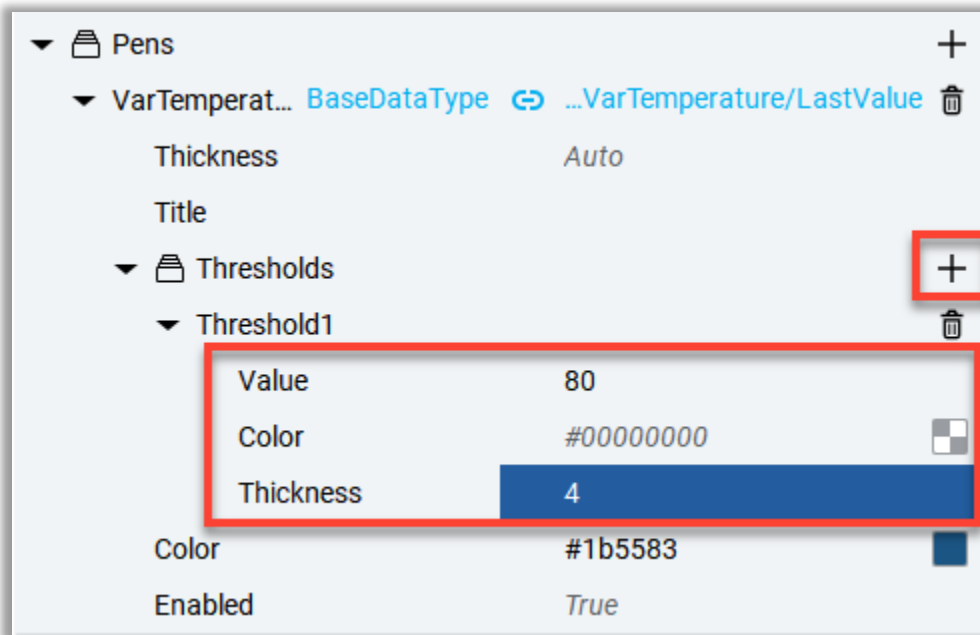 Pens
VarTemperat... BaseDataType ...VarTemperature/LastValue
Thickness Auto
Title
Thresholds
Threshold1
Value 80
Color #00000000
Thickness 4
Color #1b5583
Enabled True